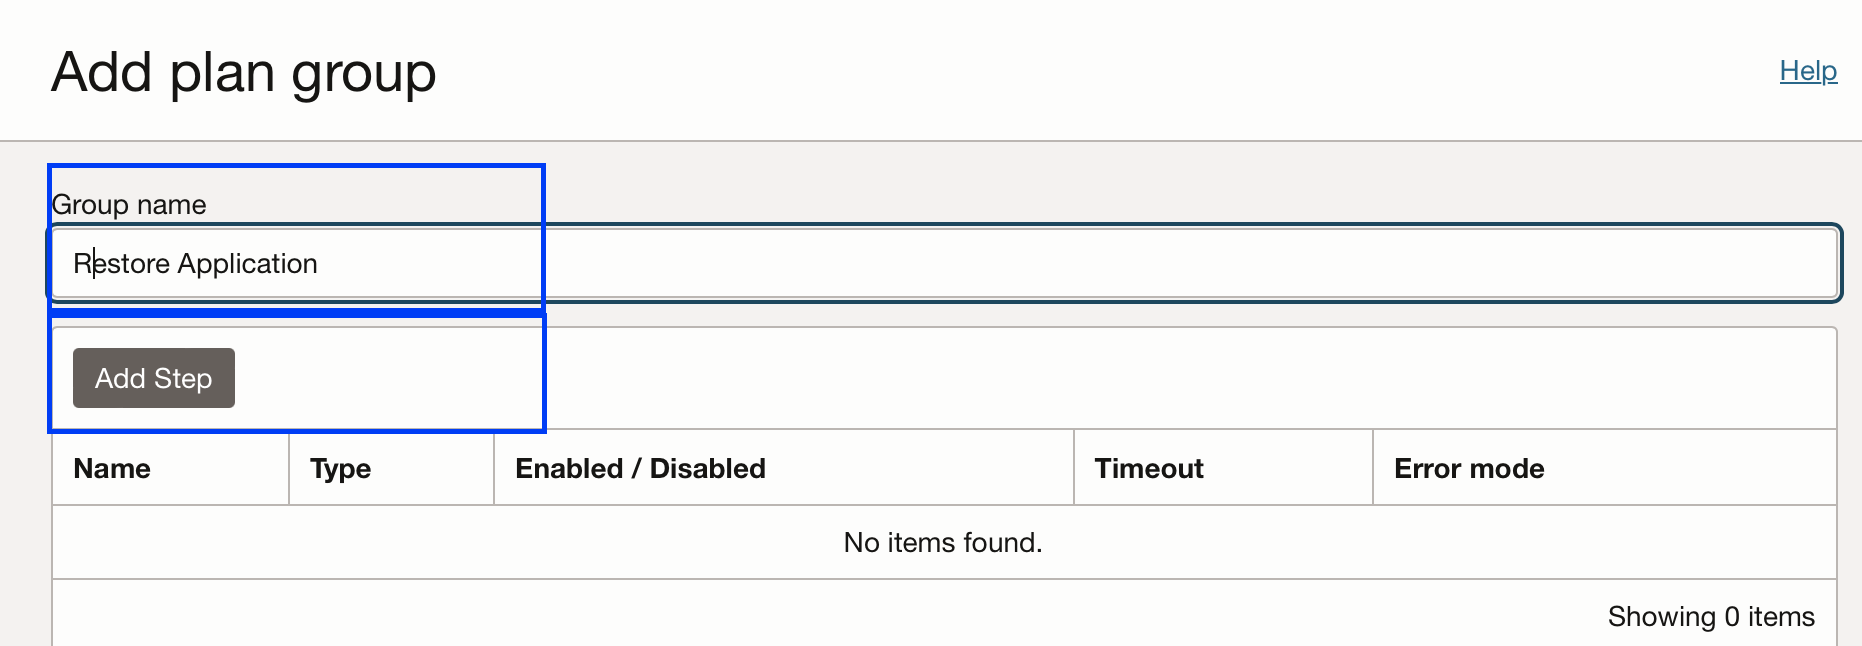 Add plan group
Help
Group name
Restore Application
Add Step
Name Type Enabled / Disabled Timeout Error mode
No items found.
Showing 0 items